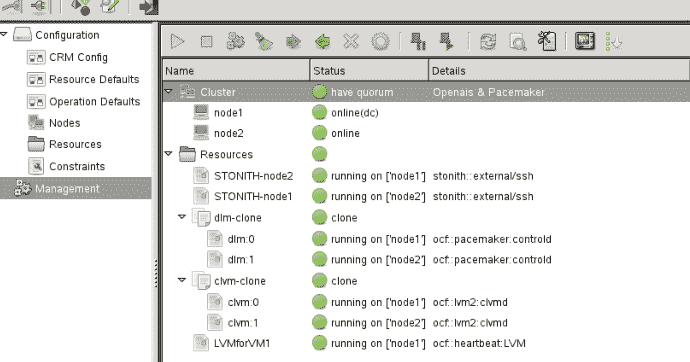 Configuration
CRM Config
Resource Defaults
Operation Defaults
Nodes
Resources
Constraints
Management
Name Status Details
Cluster have quorum Openais & Pacemaker
node1 online(dc)
node2 online
Resources
STONITH-node2 running on ['node1'] stonith::external/ssh
STONITH-node1 running on ['node2'] stonith::external/ssh
dlm-clone clone
dlm:0 running on ['node1'] ocf::pacemaker:controld
dlm:1 running on ['node2'] ocf::pacemaker:controld
clvm-clone clone
clvm:0 running on ['node1'] ocf::lvm2:clvmd
clvm:1 running on ['node2'] ocf::lvm2:clvmd
LVMforVM1 running on ['node1'] ocf::heartbeat:LVM